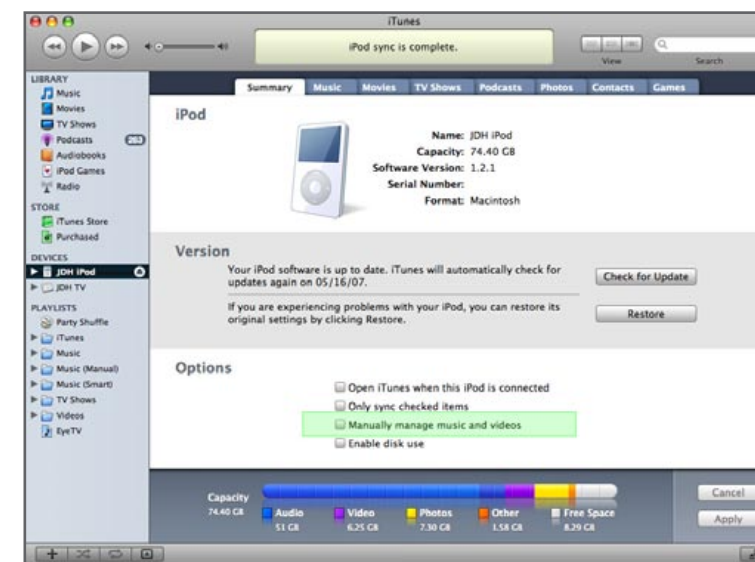 iTunes
iPod sync is complete.
View
Search
LIBRARY
Music
Movies
TV Shows
Podcasts
Audiobooks
iPod Games
Radio
STORE
iTunes Store
Purchased
DEVICES
JDH iPod
JDH TV
PLAYLISTS
Party Shuffle
iTunes
Music
Music (Manual)
Music (Smart)
TV Shows
Videos
EyeTV
Summary Music Movies TV Shows Podcasts Photos Contacts Games
iPod
Name: JDH iPod
Capacity: 74.40 GB
Software Version: 1.2.1
Serial Number:
Format: Macintosh
Version
Your iPod software is up to date. iTunes will automatically check for
updates again on 05/16/07.
Check for Update
If you are experiencing problems with your iPod, you can restore its
original settings by clicking Restore.
Restore
Options
Open iTunes when this iPod is connected
Only sync checked items
Manually manage music and videos
Enable disk use
Capacity
74.40 GB
Audio
51 GB
Video
6.25 GB
Photos
7.30 GB
Other
1.58 GB
Free Space
8.29 GB
Cancel
Apply